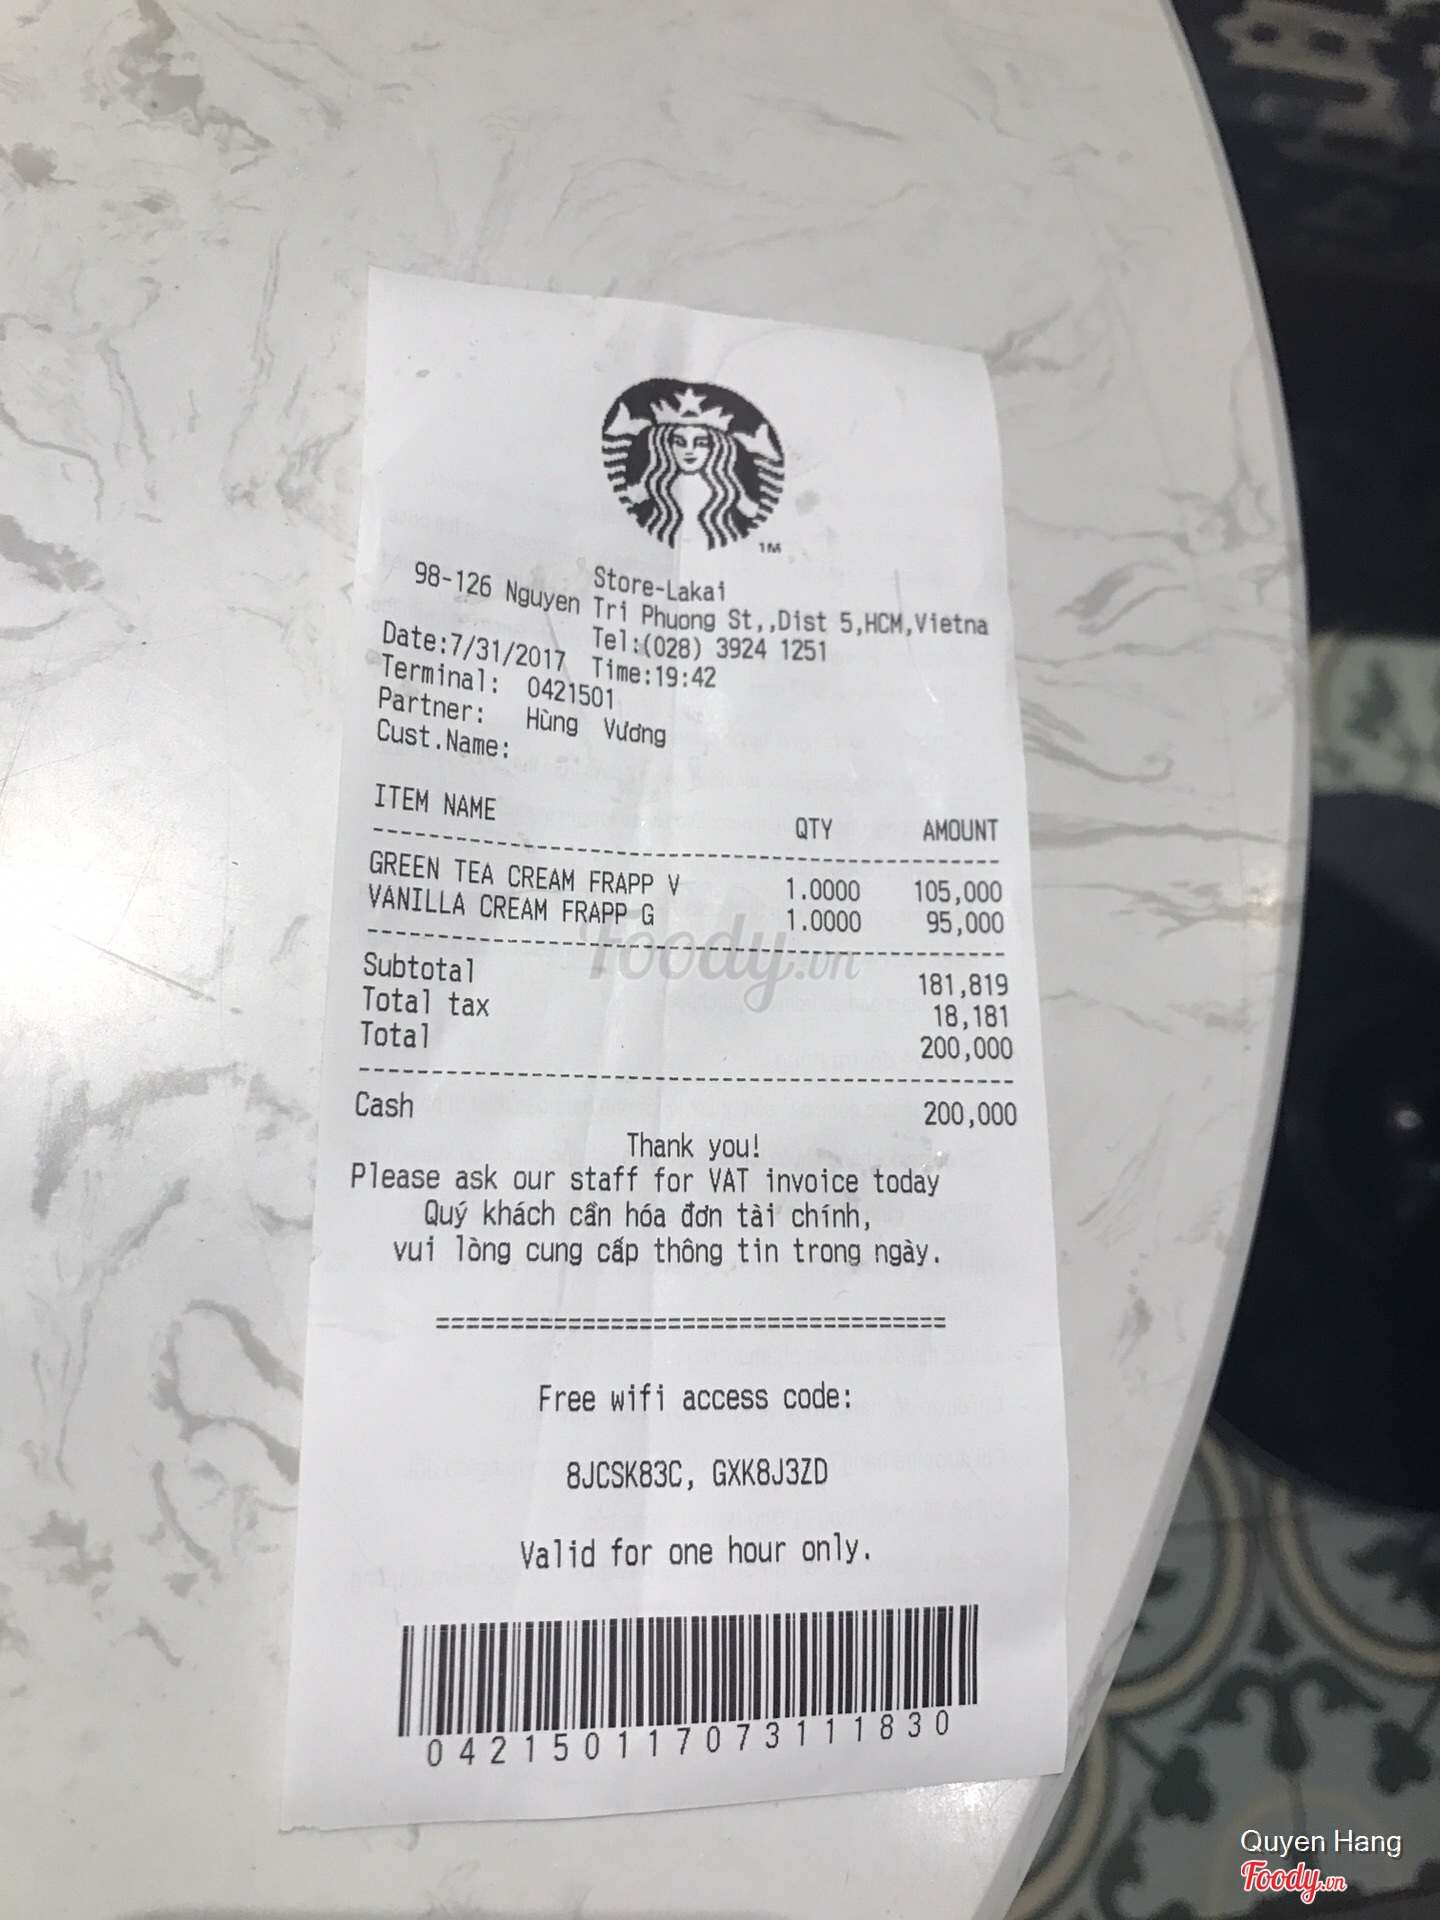 TM
Store-Lakai
98-126 Nguyen Tri Phuong St,,Dist 5,HCM,Vietna
Tel:(028) 3924 1251
Date:7/31/2017 Time:19:42
Terminal: 0421501
Partner: Hùng Vương
Cust.Name:
ITEM NAME QTY AMOUNT
GREEN TEA CREAM FRAPP V 1.0000 105,000
VANILLA CREAM FRAPP G 1.0000 95,000
Foody.vn
Subtotal 181,819
Total tax 18,181
Total 200,000
Cash 200,000
Thank you!
Please ask our staff for VAT invoice today
Quý khách cần hóa đơn tài chính,
vui lòng cung cấp thông tin trong ngày.
==================================
Free wifi access code:
8JCSK83C, GXK8J3ZD
Valid for one hour only.
042150117073111830
Quyen Hang
Foody.vn